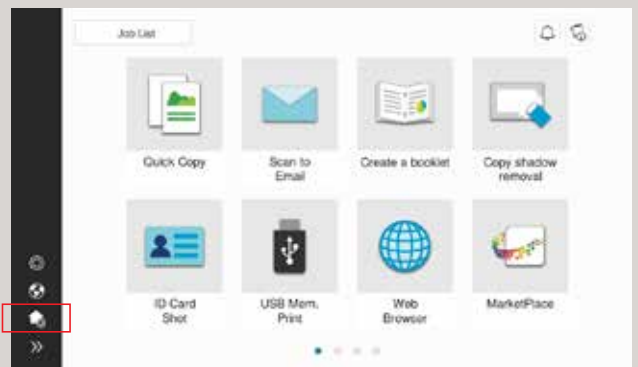 Job List
Quick Copy
Scan to
Email
Create a booklet
Copy shadow
removal
ID Card
Shot
USB Mem.
Print
Web
Browser
MarketPlace